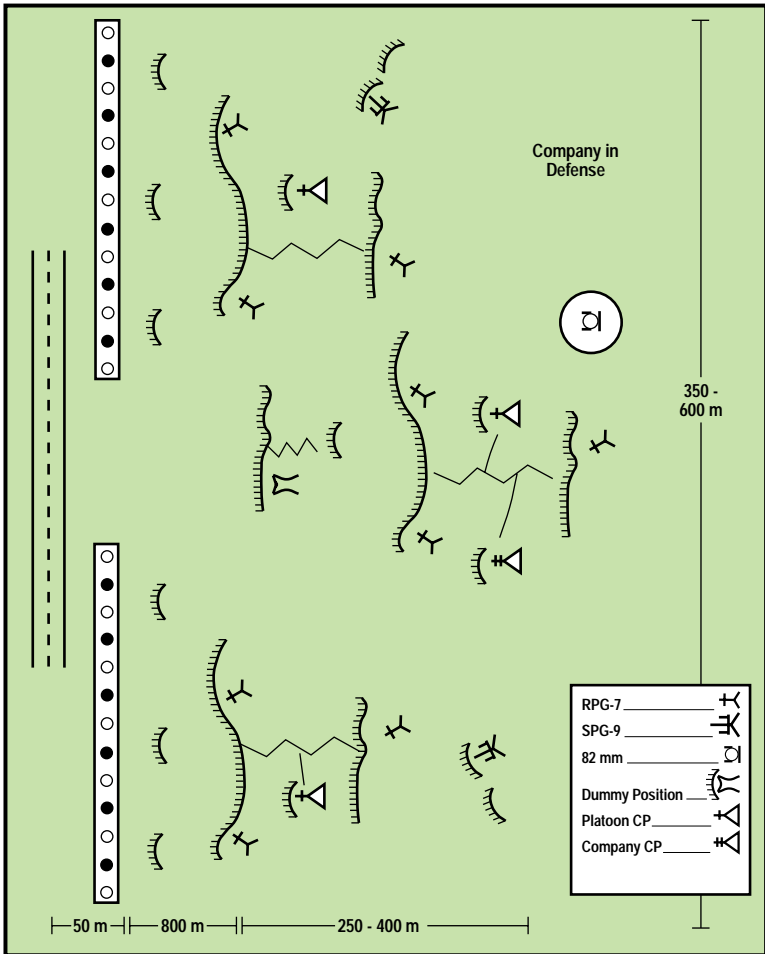 Company in
Defense
350 -
600 m
RPG-7
SPG-9
82 mm
Dummy Position
Platoon CP
Company CP
50 m
800 m
250 - 400 m